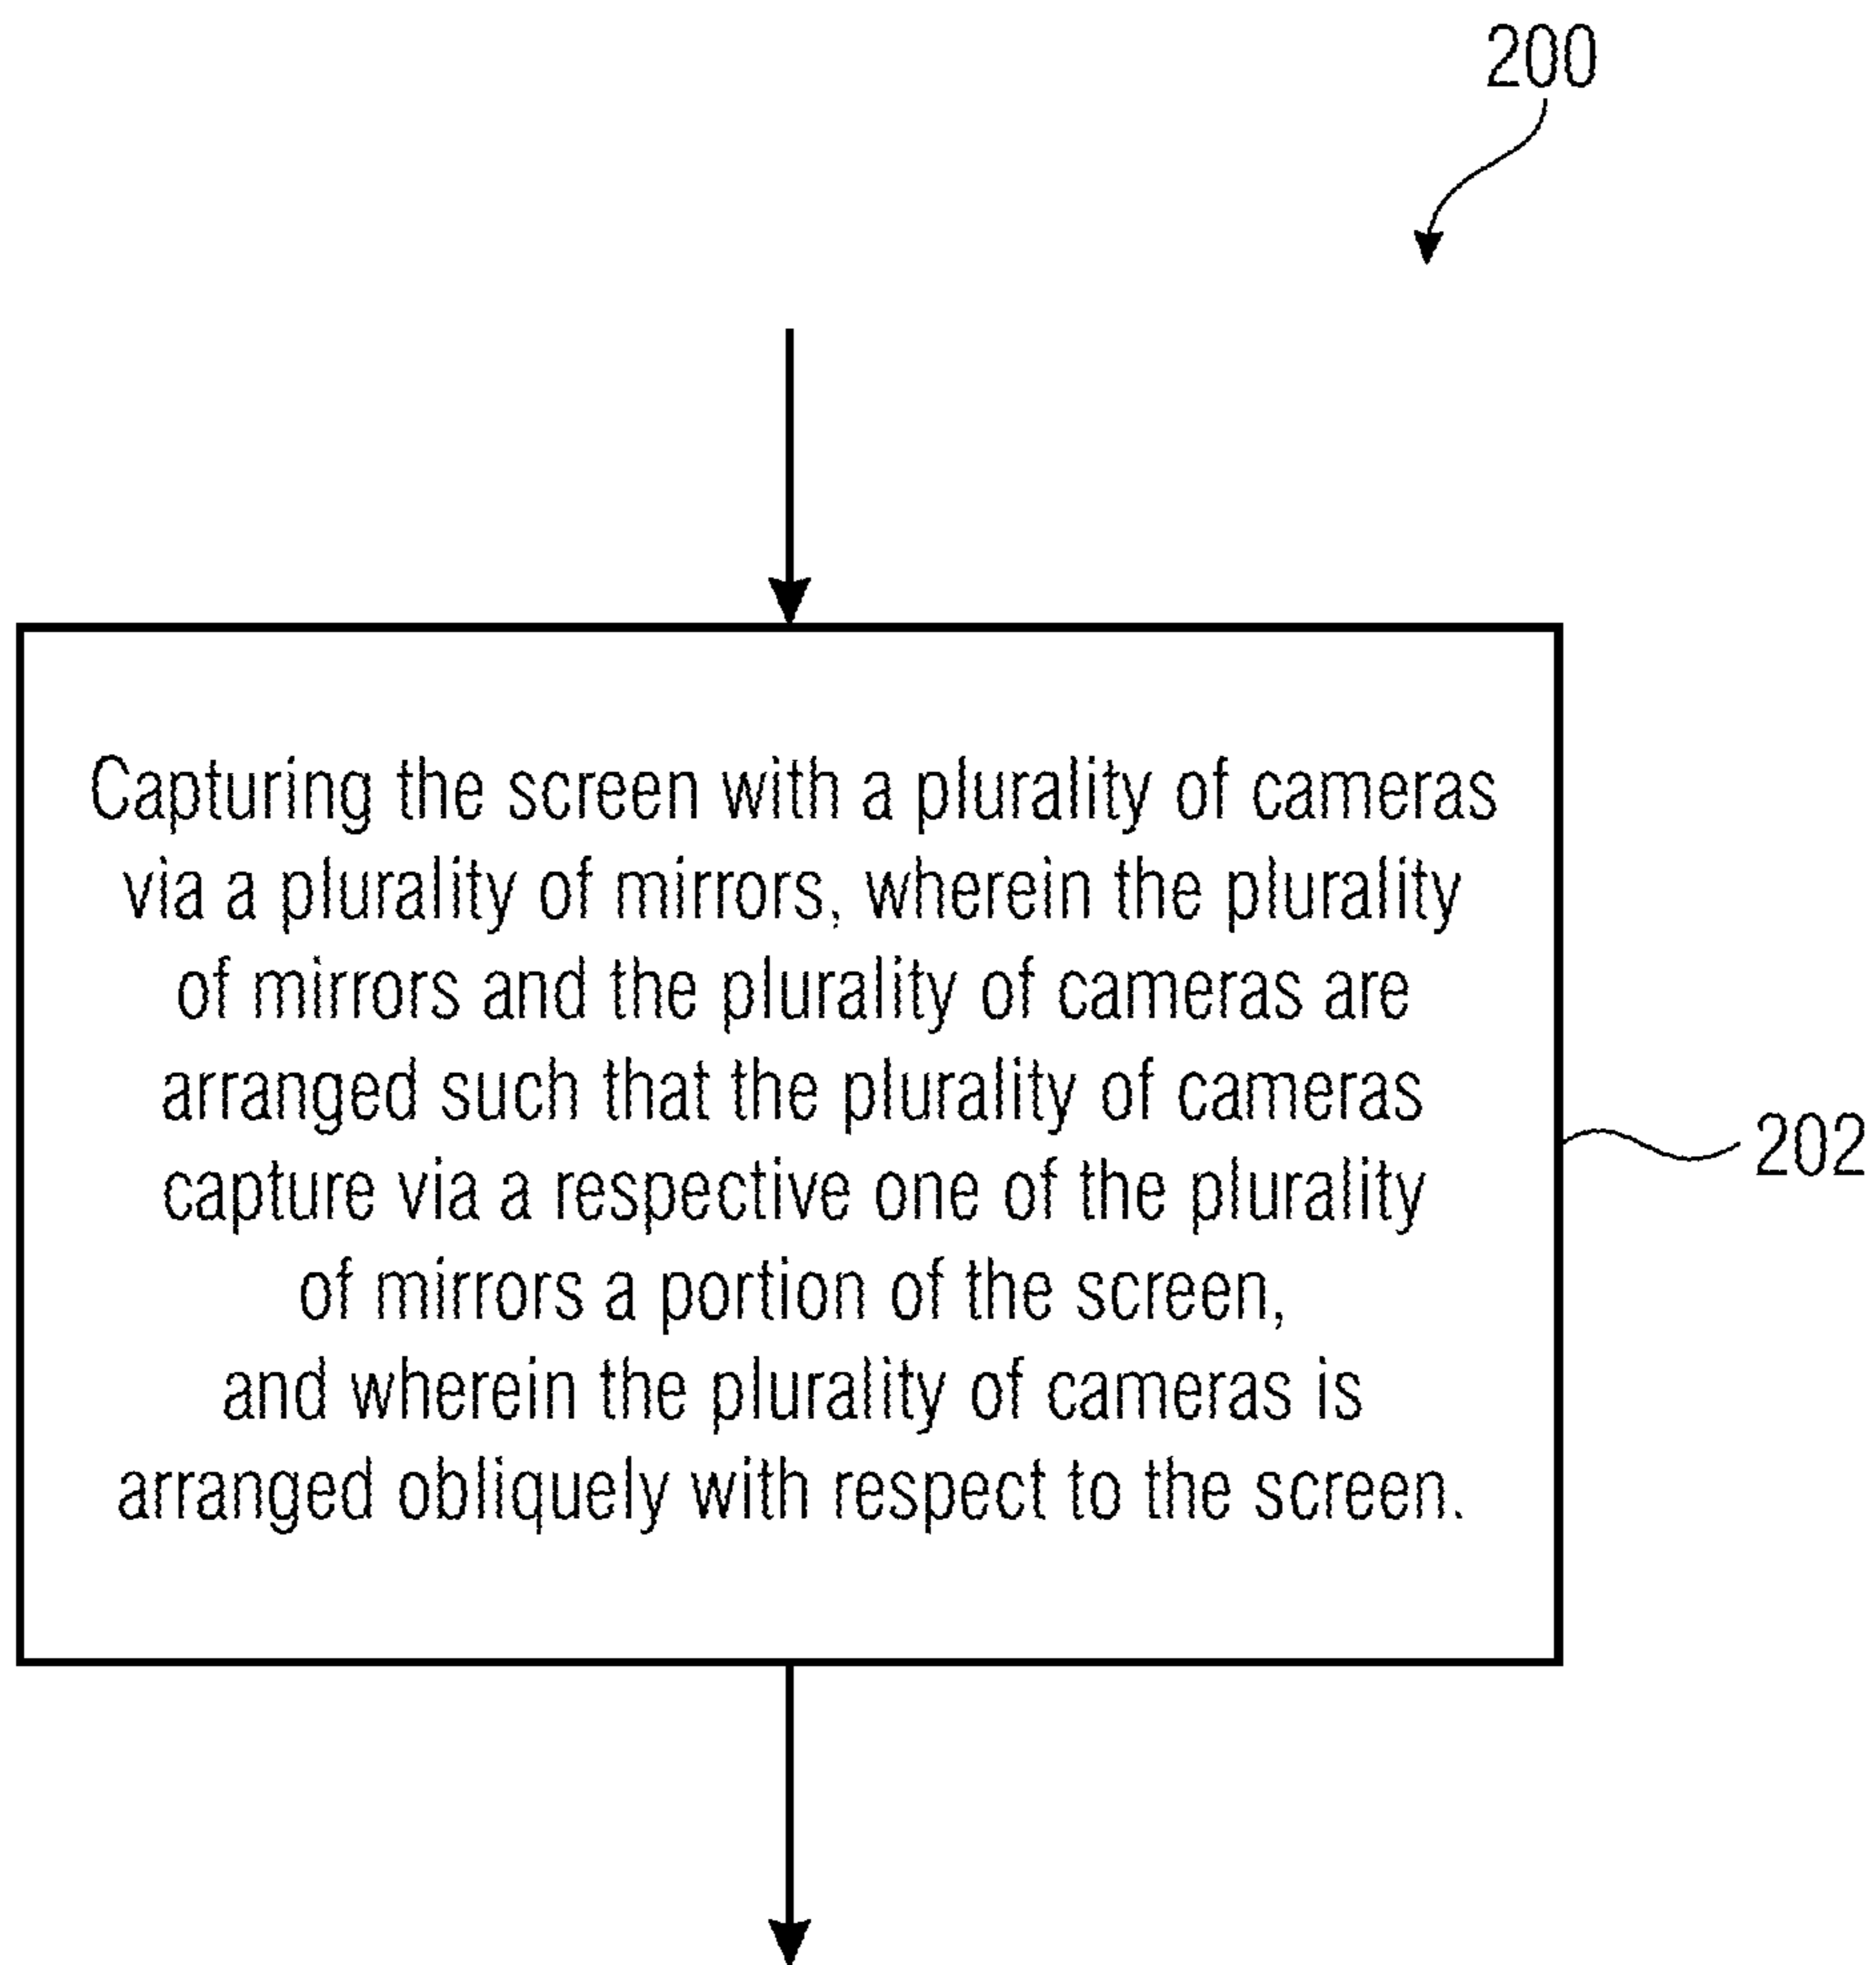 200
Capturing the screen with a plurality of cameras
via a plurality of mirrors, wherein the plurality
of mirrors and the plurality of cameras are
arranged such that the plurality of cameras
capture via a respective one of the plurality
of mirrors a portion of the screen,
and wherein the plurality of cameras is
arranged obliquely with respect to the screen.
202